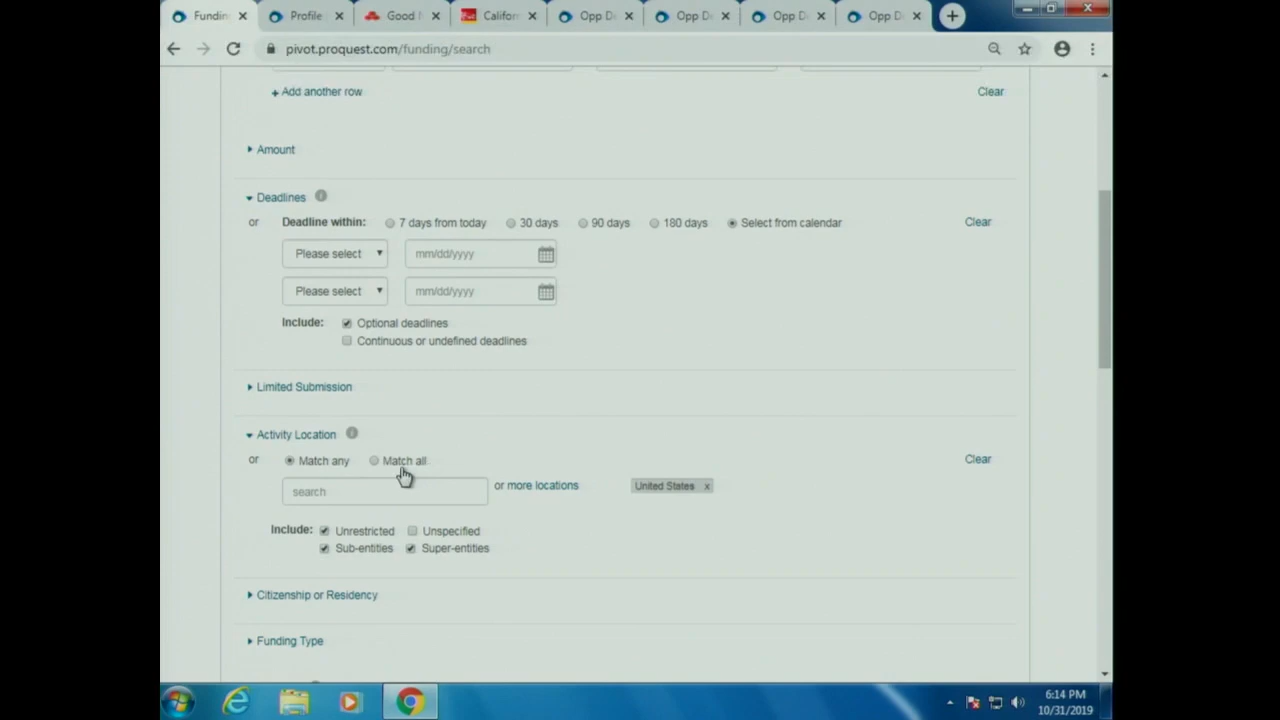 Fundin
Profile
Good
Califor
Opp D
Opp D
Opp D
Opp D
pivot.proquest.com/funding/search
Add another row
Clear
Amount
Deadlines
or Deadline within: 7 days from today 30 days 90 days 180 days Select from calendar Clear
Please select mm/dd/yyyy
Please select mm/dd/yyyy
Include: Optional deadlines
Continuous or undefined deadlines
Limited Submission
Activity Location
or Match any Match all Clear
search or more locations United States x
Include: Unrestricted Unspecified
Sub-entities Super-entities
Citizenship or Residency
Funding Type
6:14 PM
10/31/2019